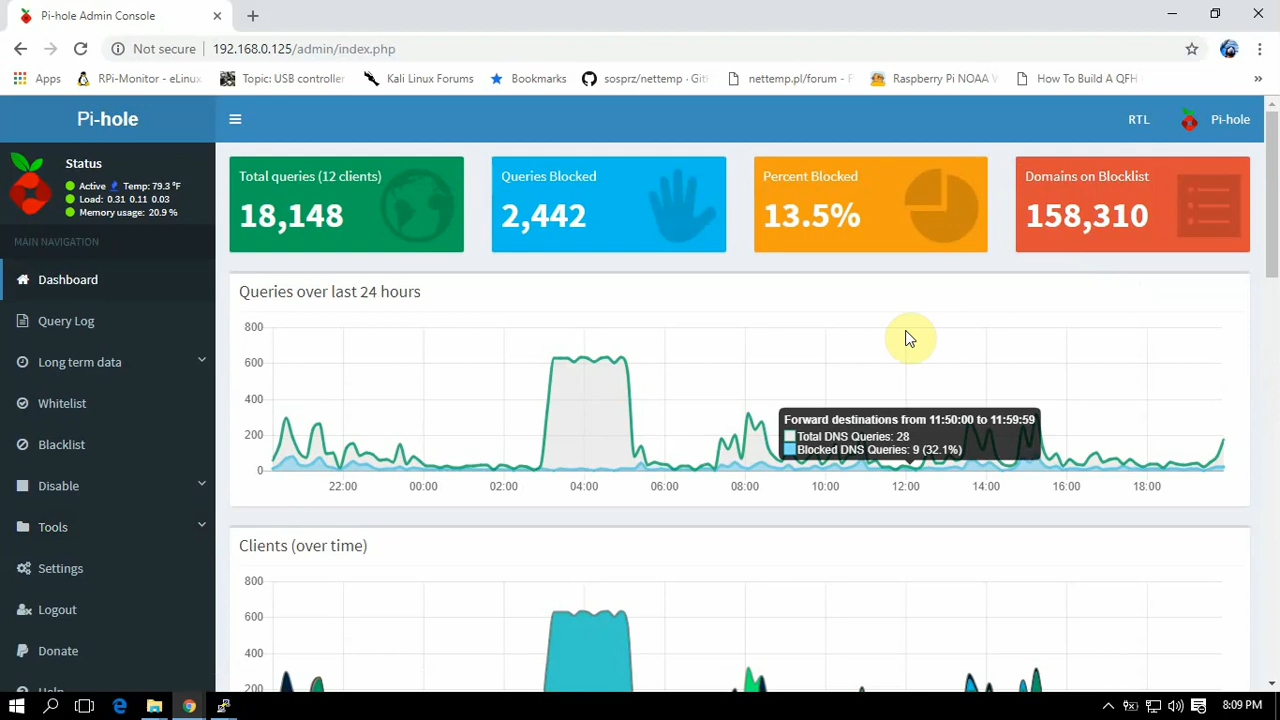 Pi-hole Admin Console
Not secure
192.168.0.125/admin/index.php
Apps
RPi-Monitor - eLinux
Topic: USB controller
Kali Linux Forums
Bookmarks
sosprz/nettemp · Git
nettemp.pl/forum - F
Raspberry Pi NOAA W
How To Build A QFH
»
Pi-hole
RTL
Pi-hole
Status
Active Temp: 79.3 °F
Load: 0.31 0.11 0.03
Memory usage: 20.9 %
Total queries (12 clients)
18,148
Queries Blocked
2,442
Percent Blocked
13.5%
Domains on Blocklist
158,310
MAIN NAVIGATION
Dashboard
Query Log
Long term data
Whitelist
Blacklist
Disable
Tools
Settings
Logout
Donate
Help
Queries over last 24 hours
800
600
400
200
0
Forward destinations from 11:50:00 to 11:59:59
Total DNS Queries: 28
Blocked DNS Queries: 9 (32.1%)
22:00 00:00 02:00 04:00 06:00 08:00 10:00 12:00 14:00 16:00 18:00
Clients (over time)
800
600
400
200
8:09 PM